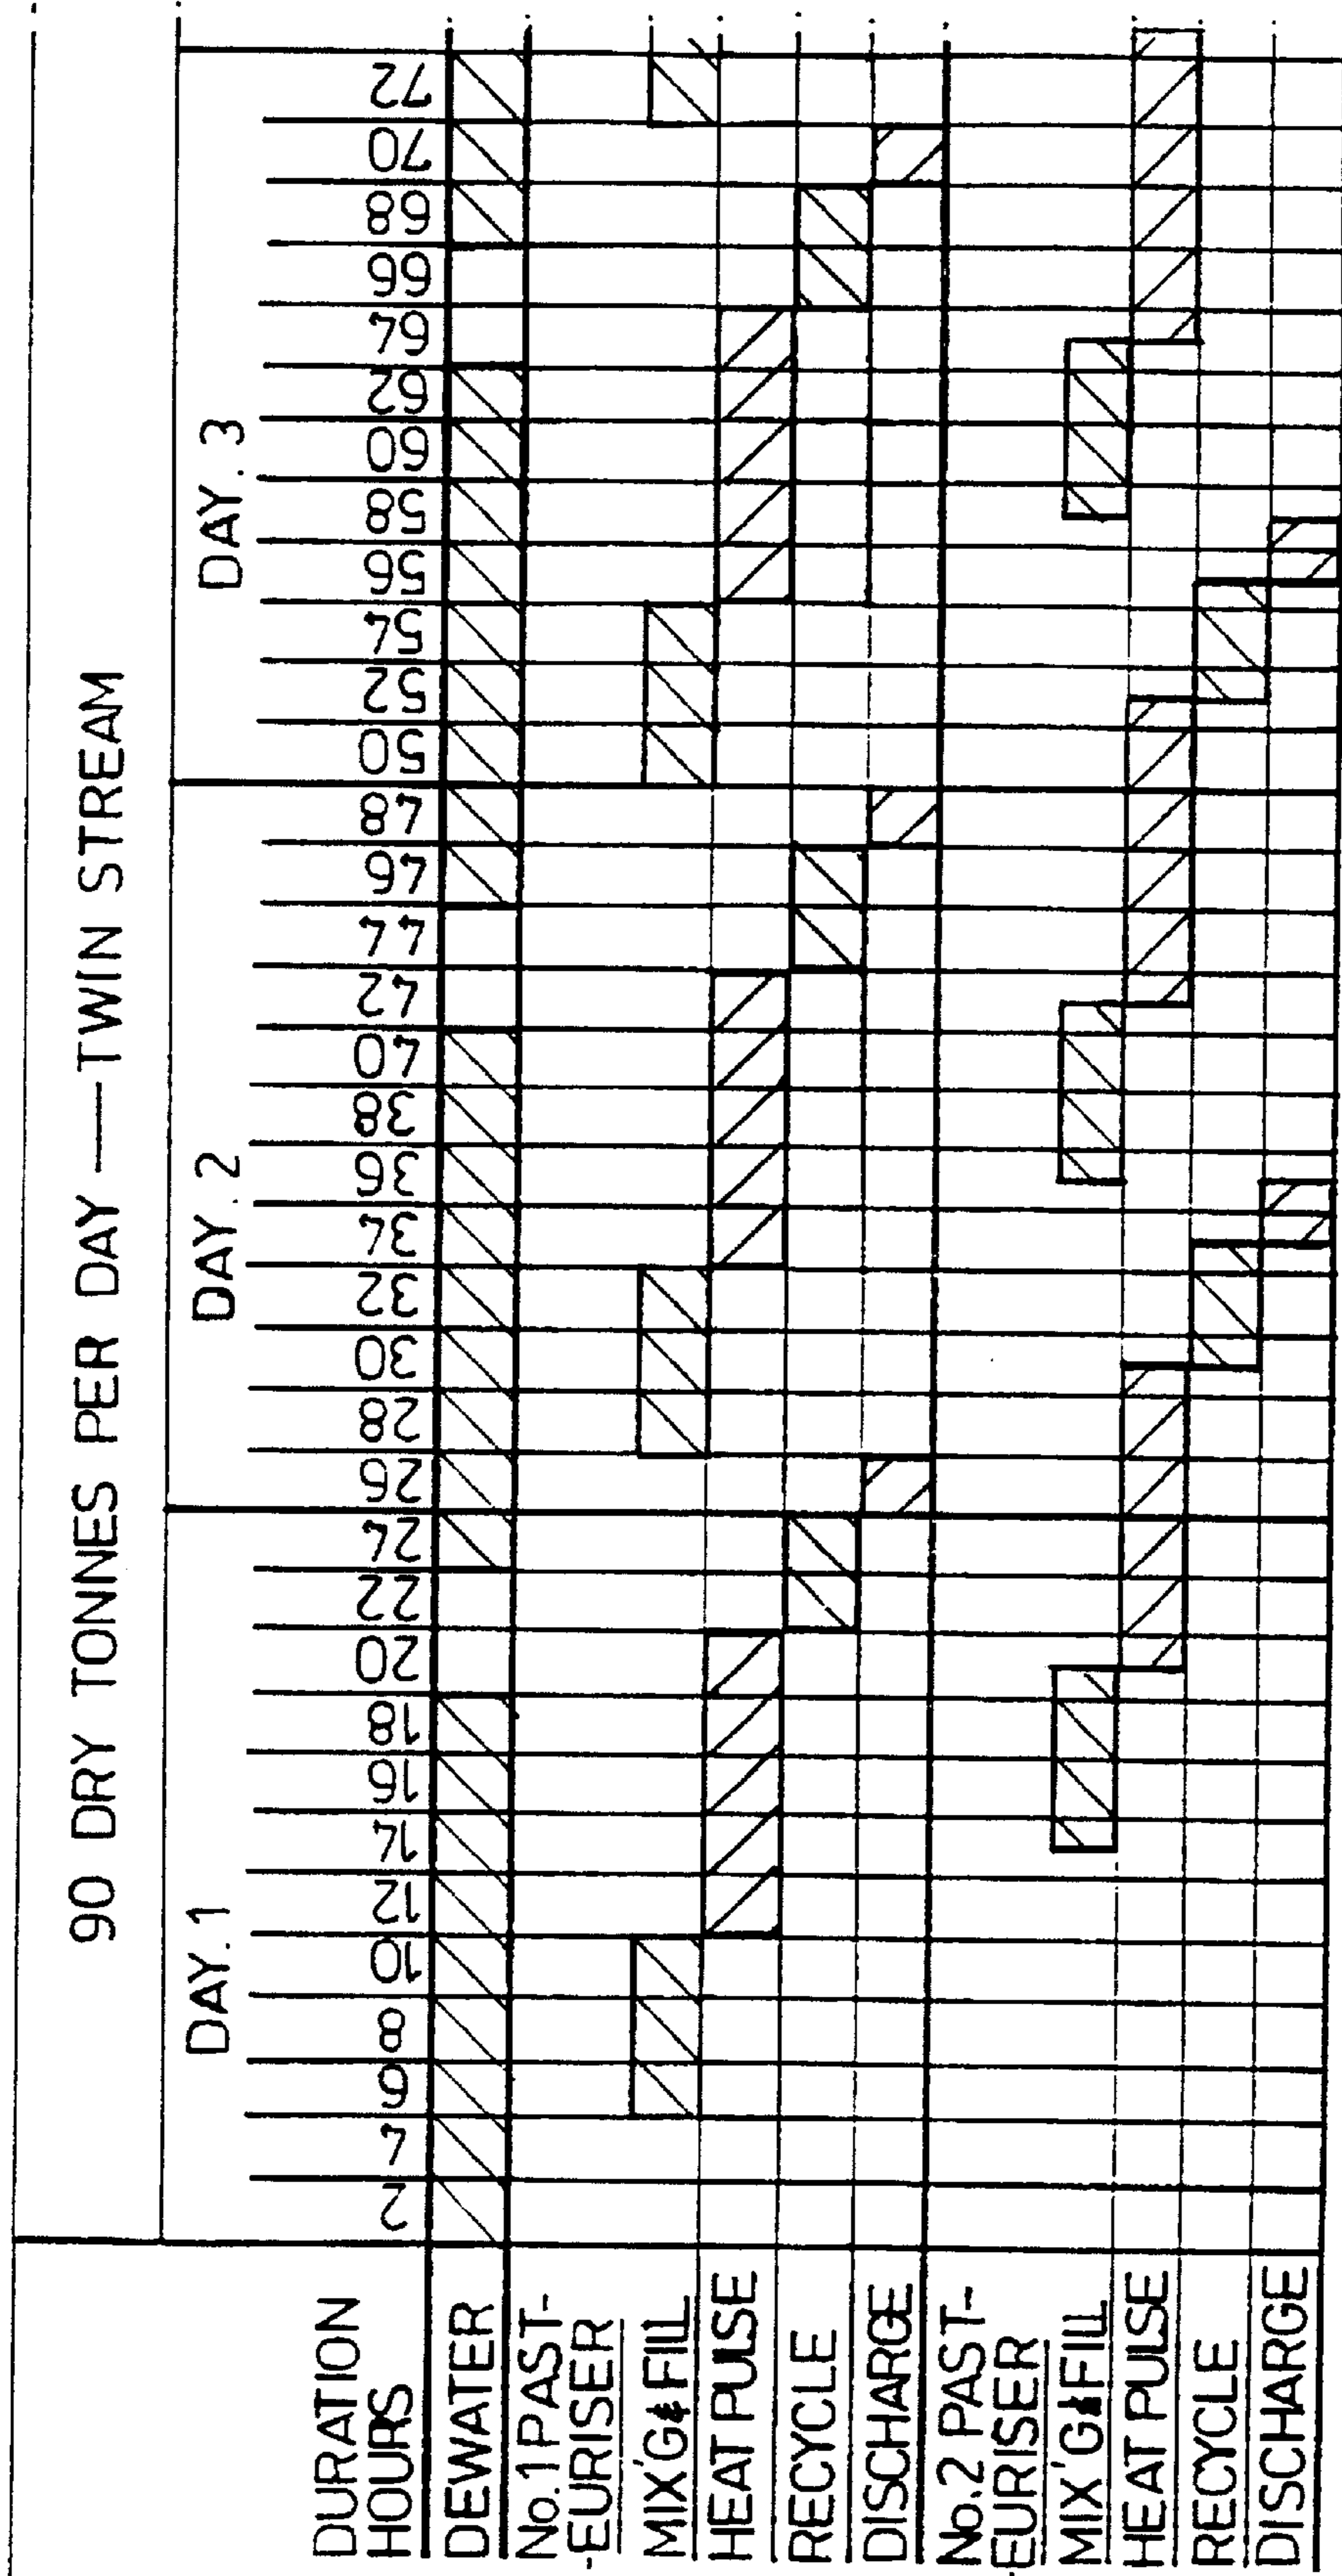 90 DRY TONNES PER DAY — TWIN STREAM
DAY.1 DAY.2 DAY.3
DURATION
HOURS 2 4 6 8 10 12 14 16 18 20 22 24 26 28 30 32 34 36 38 40 42 44 46 48 50 52 54 56 58 60 62 64 66 68 70 72
DEWATER
No.1 PAST-
-EURISER
MIX'G & FILL
HEAT PULSE
RECYCLE
DISCHARGE
No.2 PAST-
-EURISER
MIX'G & FILL
HEAT PULSE
RECYCLE
DISCHARGE